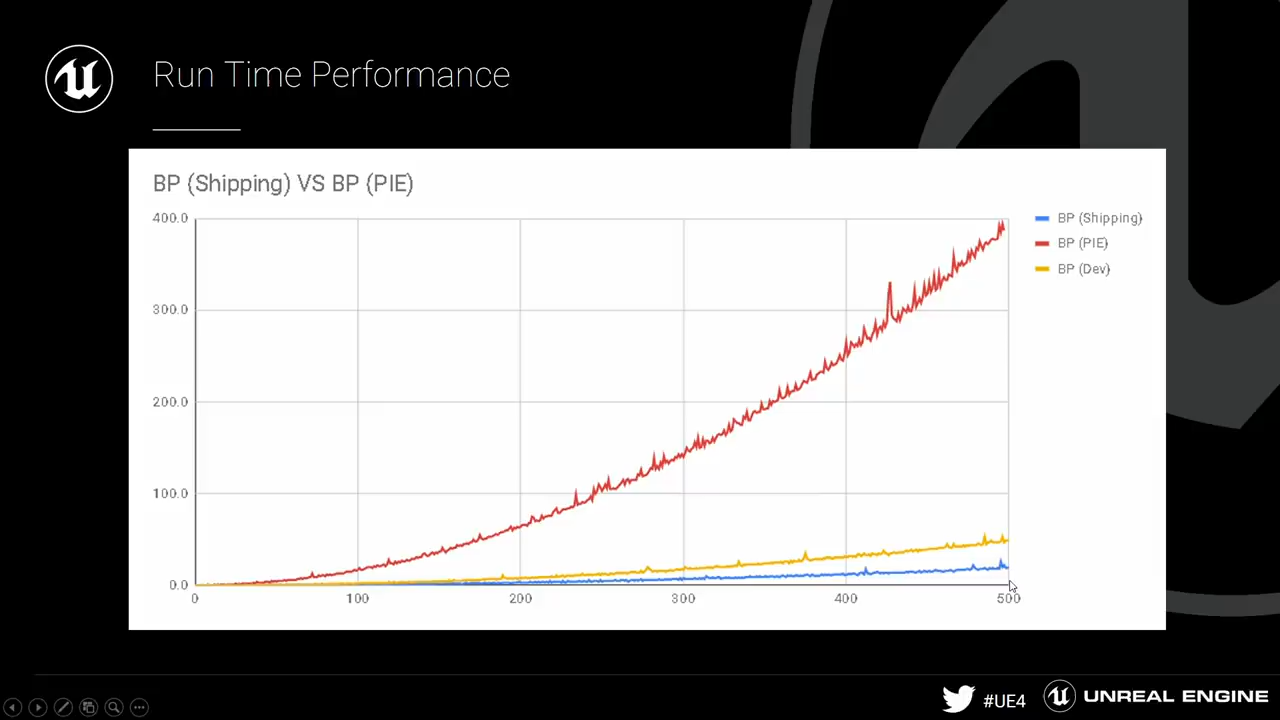 Run Time Performance
BP (Shipping) VS BP (PIE)
400.0
300.0
200.0
100.0
0.0
0 100 200 300 400 500
BP (Shipping)
BP (PIE)
BP (Dev)
#UE4
UNREAL ENGINE